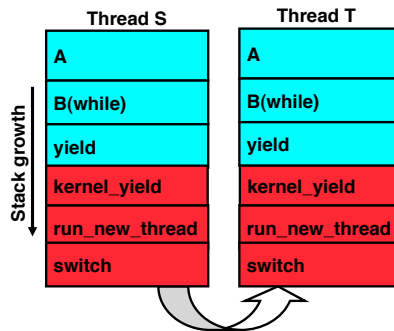 Thread S
Thread T
Stack growth
A
B(while)
yield
kernel_yield
run_new_thread
switch
A
B(while)
yield
kernel_yield
run_new_thread
switch